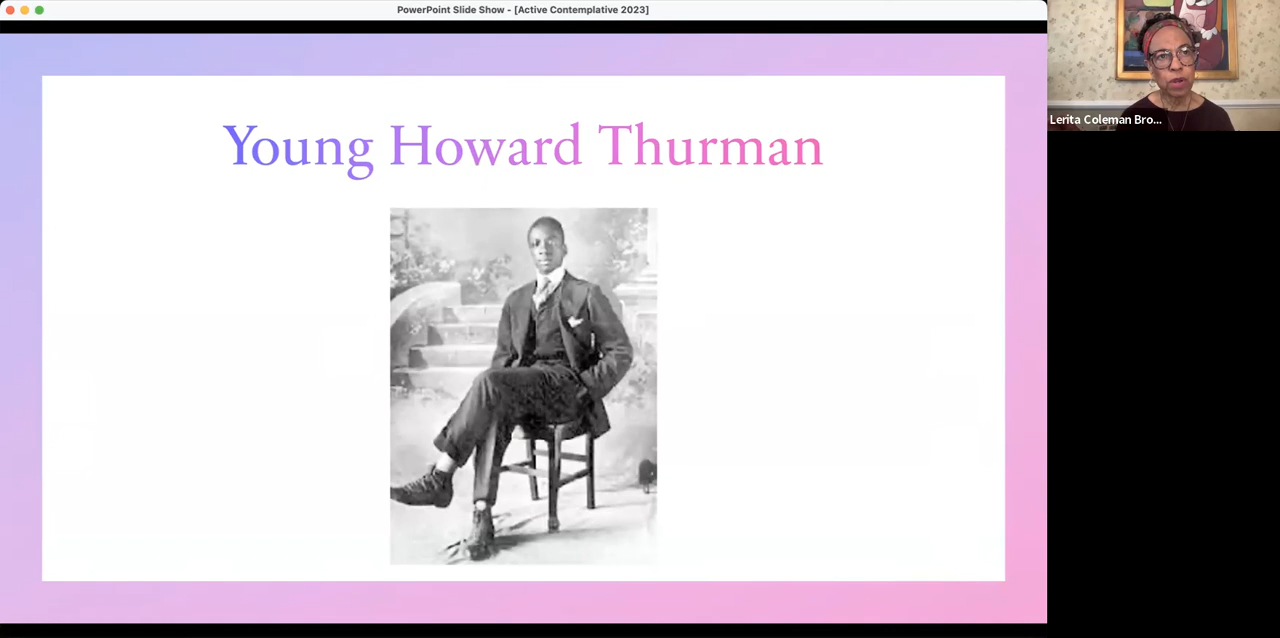 PowerPoint Slide Show - [Active Contemplative 2023]
Young Howard Thurman
Lerita Coleman Bro...